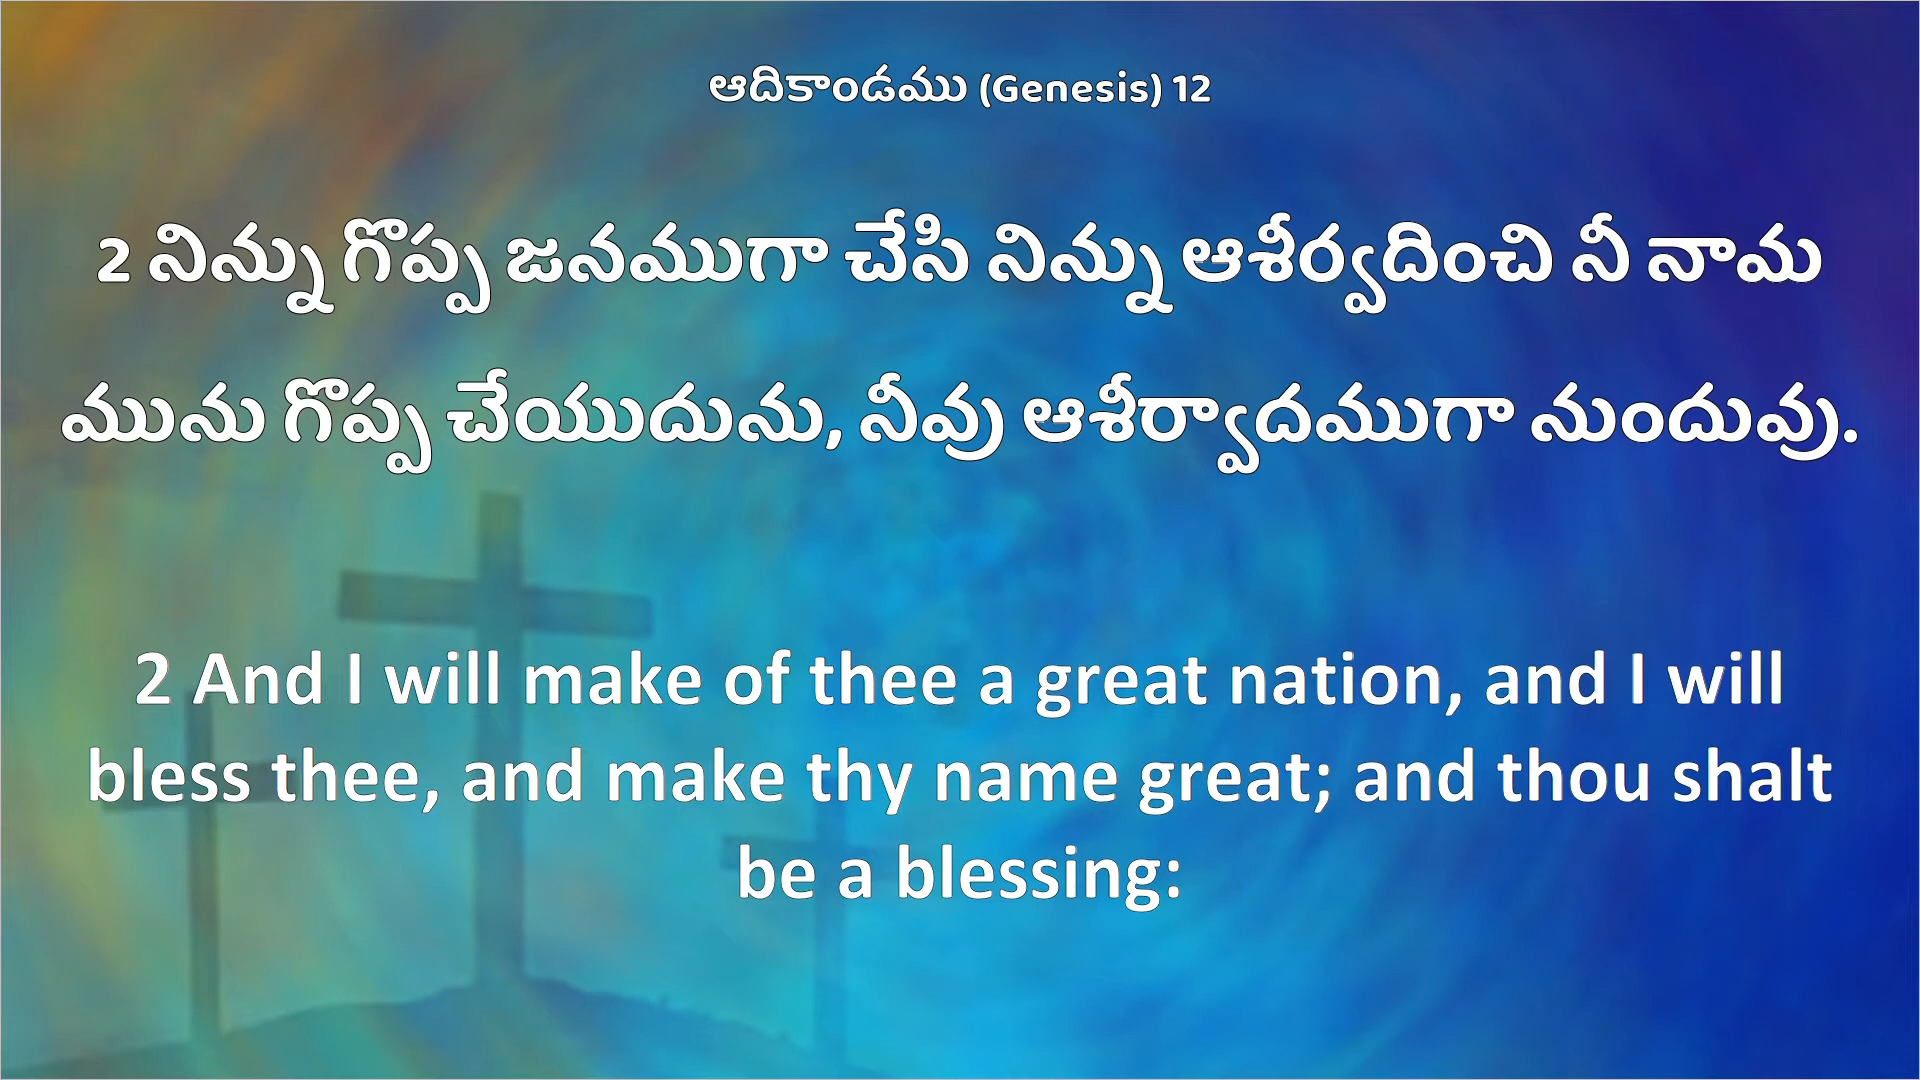 ఆదికాండము (Genesis) 12
2 నిన్ను గొప్ప జనముగా చేసి నిన్ను ఆశీర్వదించి నీ నామ
మును గొప్ప చేయుదును, నీవు ఆశీర్వాదముగా నుందువు.
2 And I will make of thee a great nation, and I will
bless thee, and make thy name great; and thou shalt
be a blessing: